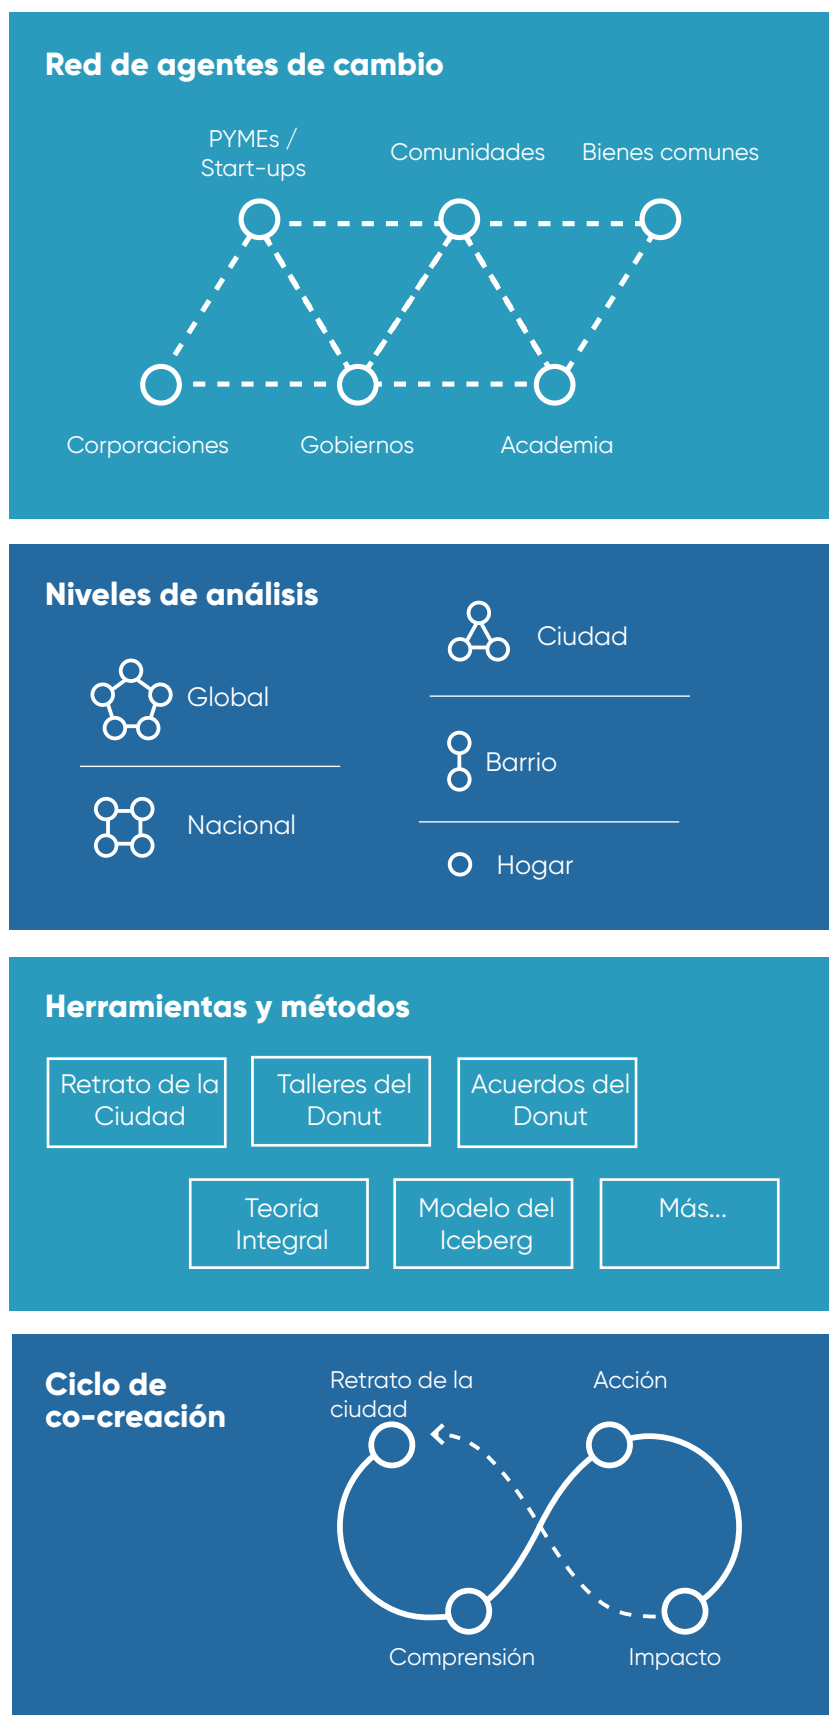 Red de agentes de cambio
PYMEs /
Start-ups
Comunidades
Bienes comunes
Corporaciones
Gobiernos
Academia
Niveles de análisis
Global
Nacional
Ciudad
Barrio
Hogar
Herramientas y métodos
Retrato de la
Ciudad
Talleres del
Donut
Acuerdos del
Donut
Teoría
Integral
Modelo del
Iceberg
Más...
Ciclo de
co-creación
Retrato de la
ciudad
Acción
Comprensión
Impacto